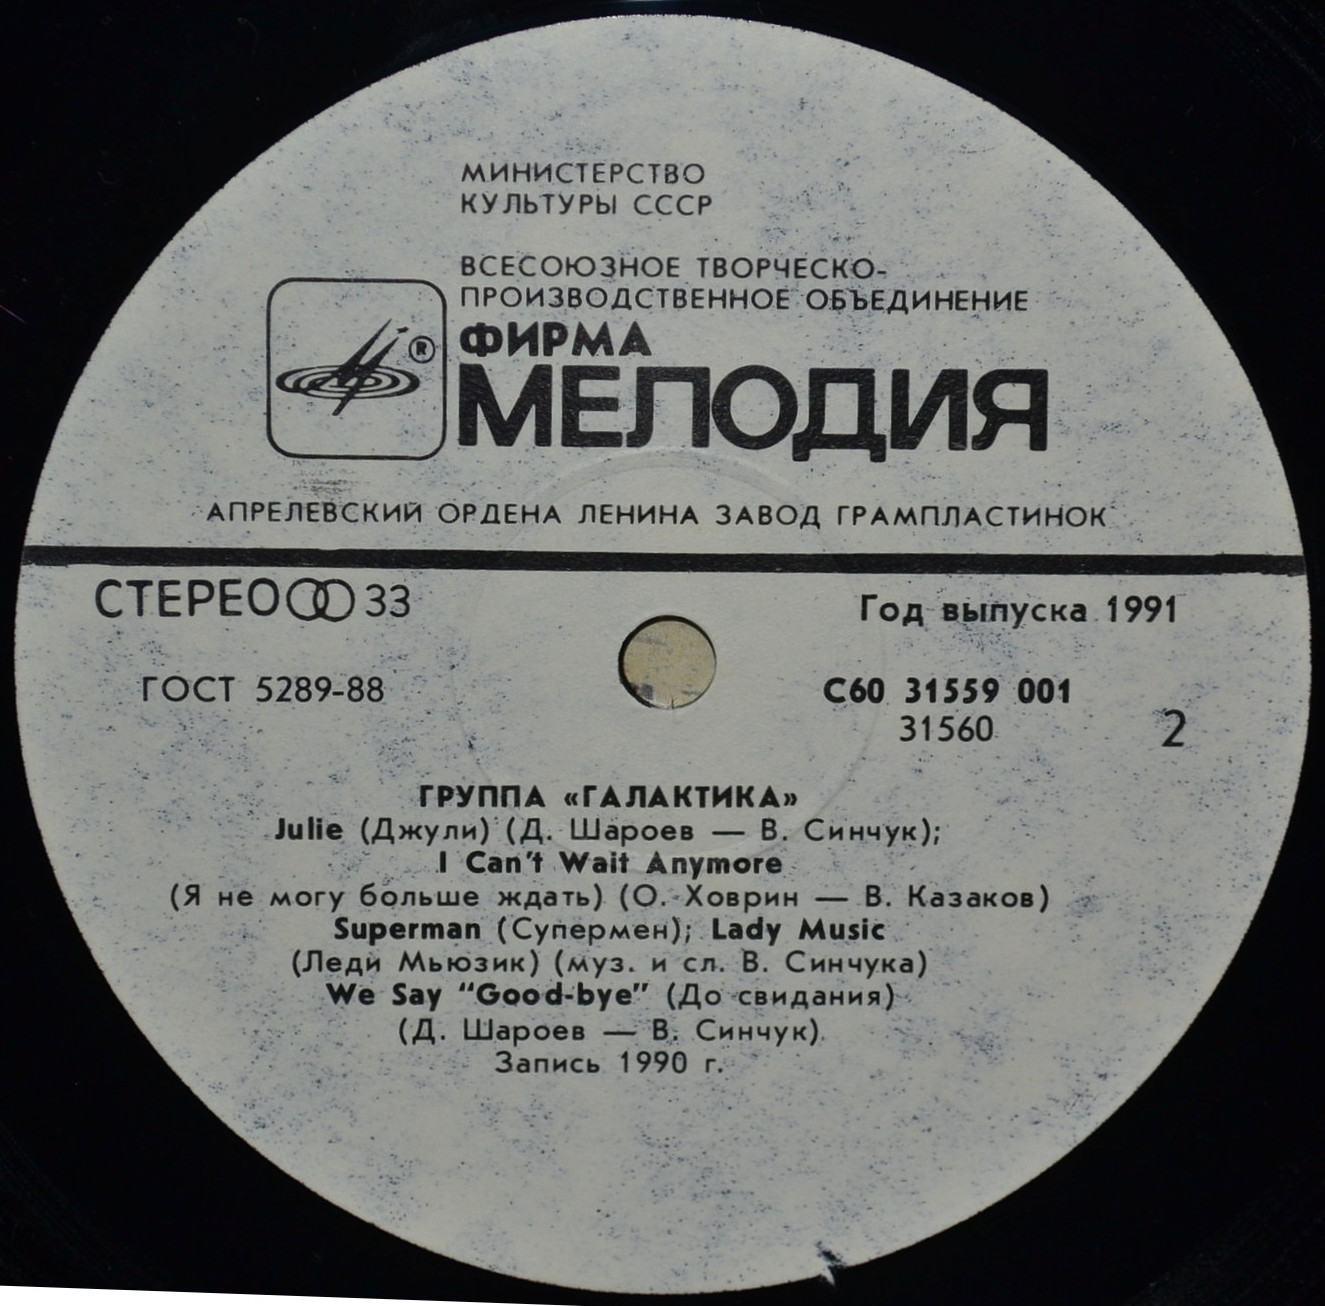 МИНИСТЕРСТВО
КУЛЬТУРЫ СССР
ВСЕСОЮЗНОЕ ТВОРЧЕСКО-
ПРОИЗВОДСТВЕННОЕ ОБЪЕДИНЕНИЕ
®
ФИРМА
МЕЛОДИЯ
АПРЕЛЕВСКИЙ ОРДЕНА ЛЕНИНА ЗАВОД ГРАМПЛАСТИНОК
СТЕРЕО 33
Год выпуска 1991
ГОСТ 5289-88
С60 31559 001
31560
2
ГРУППА «ГАЛАКТИКА»
Julie (Джули) (Д. Шароев — В. Синчук);
I Can't Wait Anymore
(Я не могу больше ждать) (О. Ховрин — В. Казаков)
Superman (Супермен); Lady Music
(Леди Мьюзик) (муз. и сл. В. Синчука)
We Say "Good-bye" (До свидания)
(Д. Шароев — В. Синчук).
Запись 1990 г.